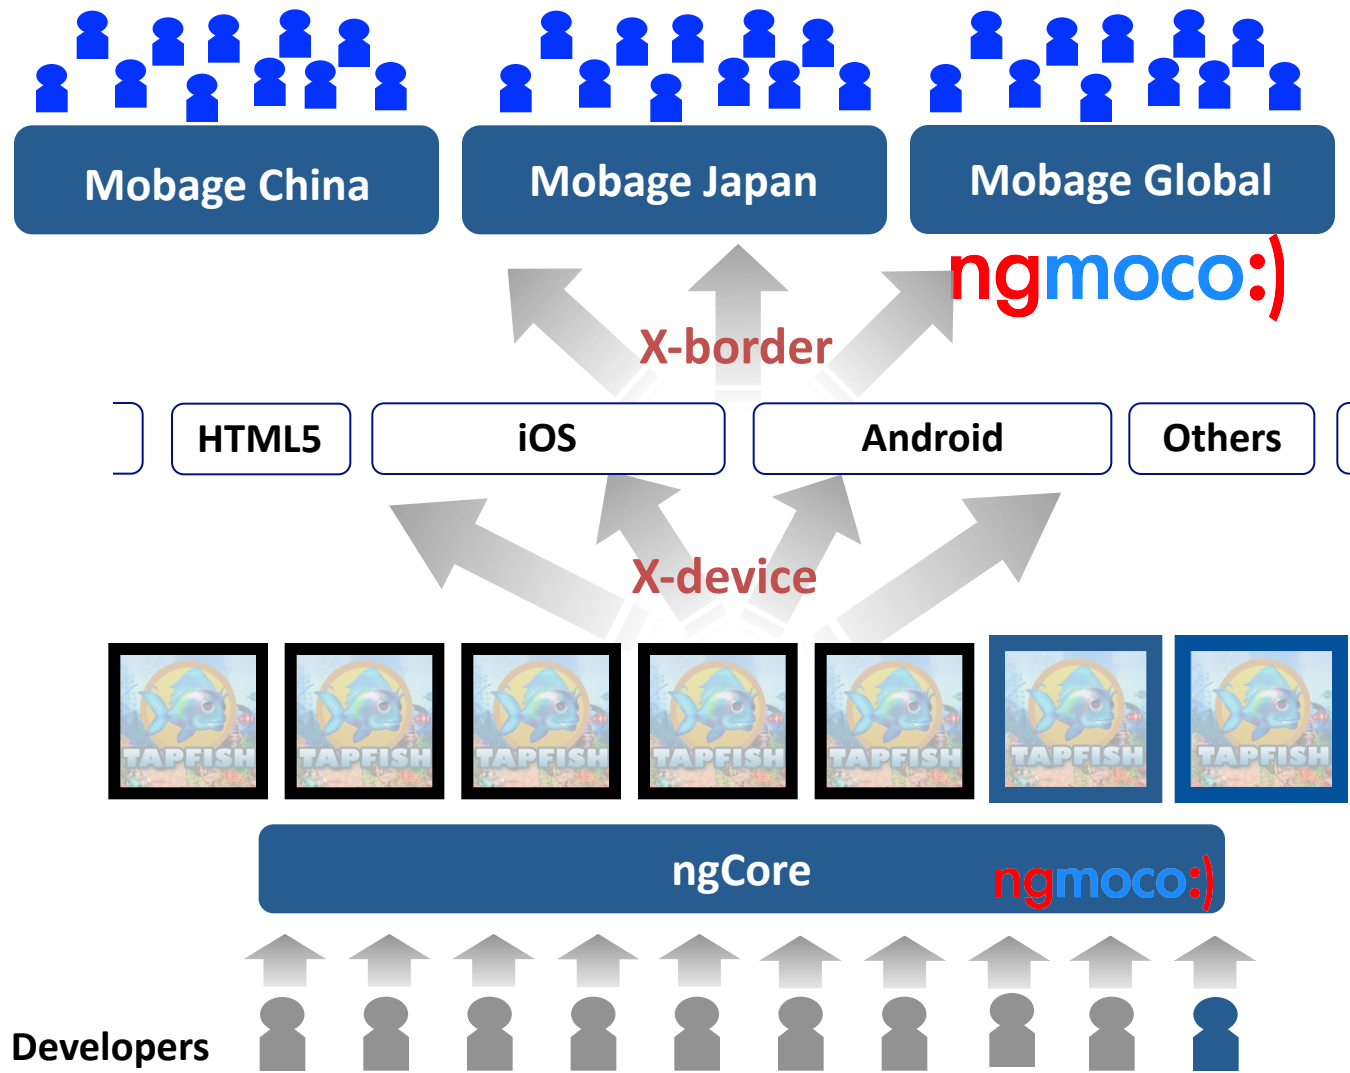 Mobage China
Mobage Japan
Mobage Global
ngmoco:)
X-border
HTML5
iOS
Android
Others
X-device
TAPFISH
TAPFISH
TAPFISH
TAPFISH
TAPFISH
TAPFISH
TAPFISH
ngCore
ngmoco:)
Developers